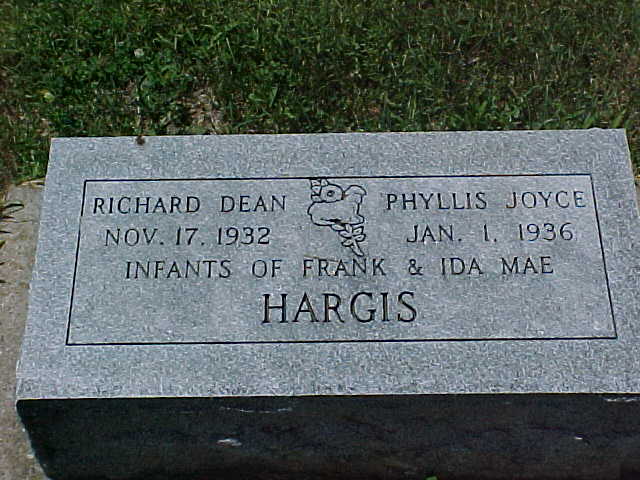 RICHARD DEAN PHYLLIS JOYCE
NOV. 17, 1932 JAN. 1, 1936
INFANTS OF FRANK & IDA MAE
HARGIS